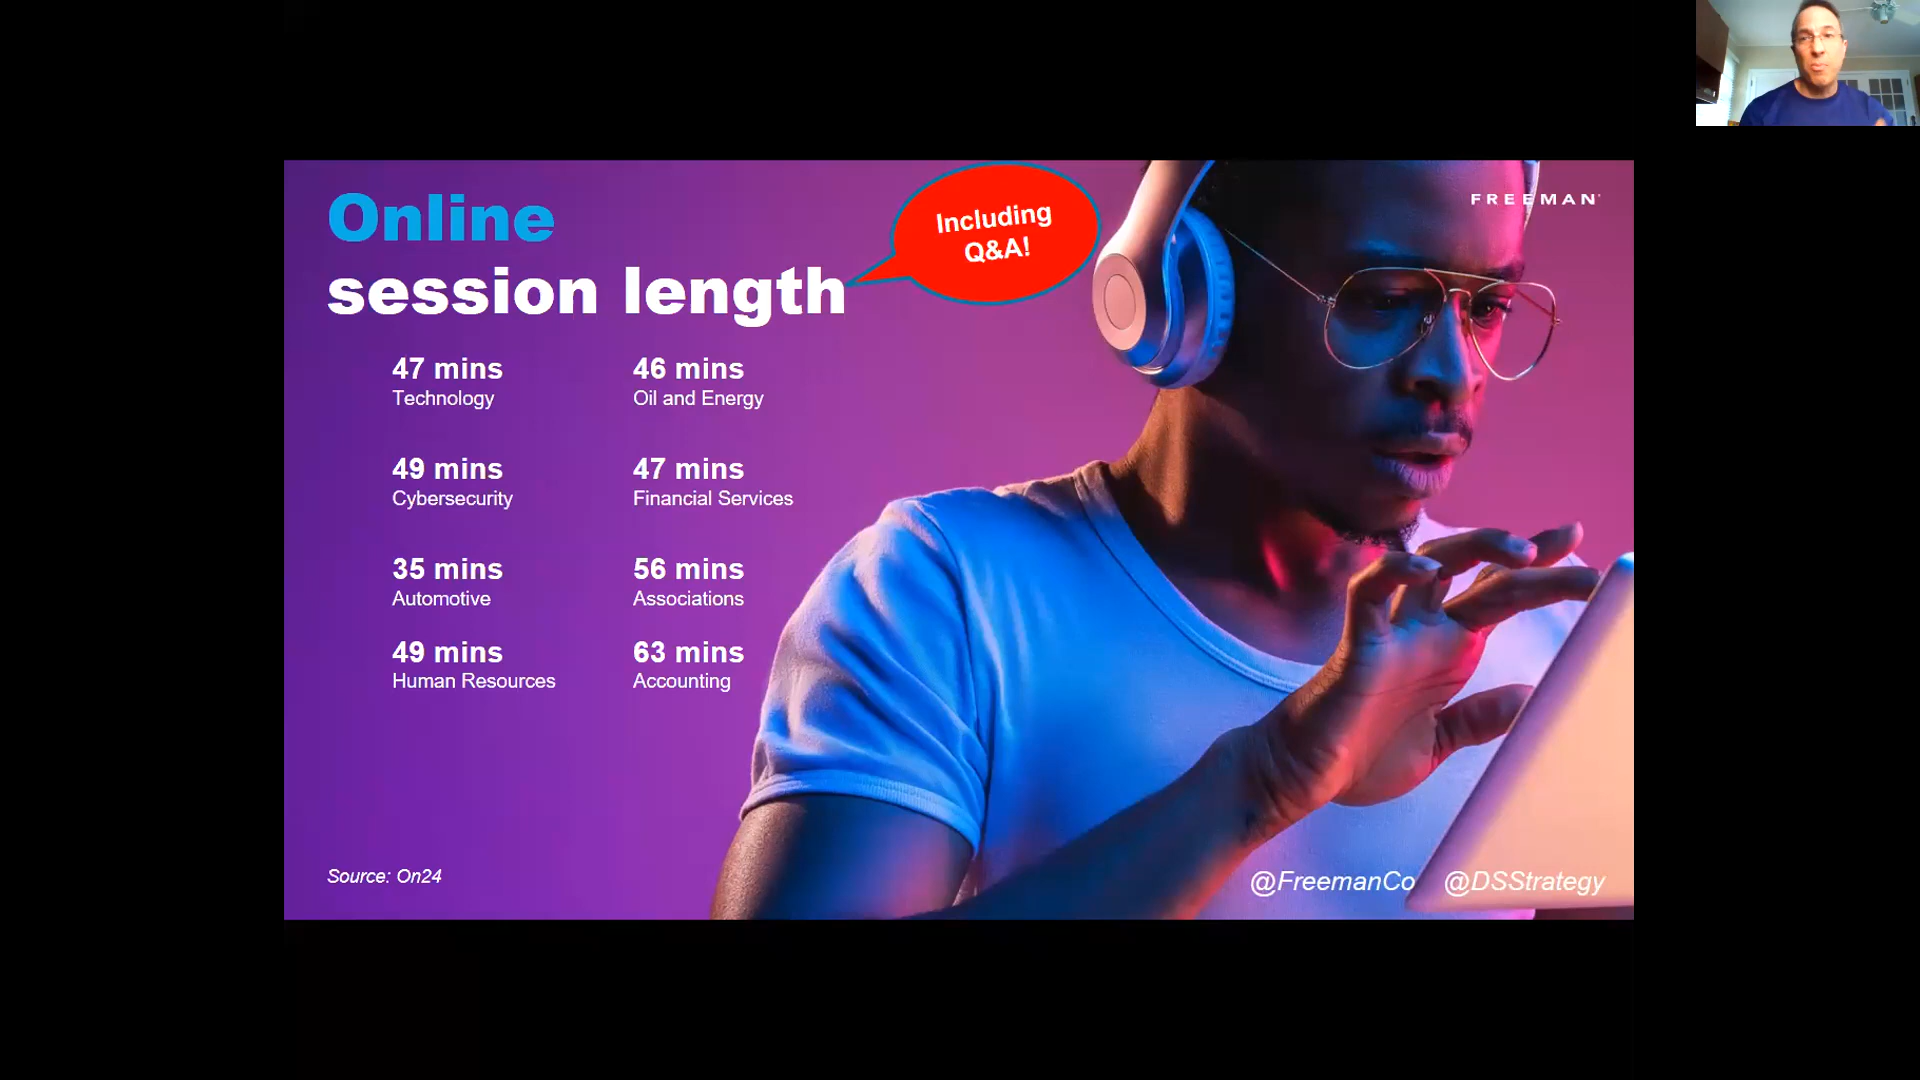 Online
session length
Including
Q&A!
FREEMAN
47 mins
Technology
46 mins
Oil and Energy
49 mins
Cybersecurity
47 mins
Financial Services
35 mins
Automotive
56 mins
Associations
49 mins
Human Resources
63 mins
Accounting
Source: On24
@FreemanCo @DSStrategy